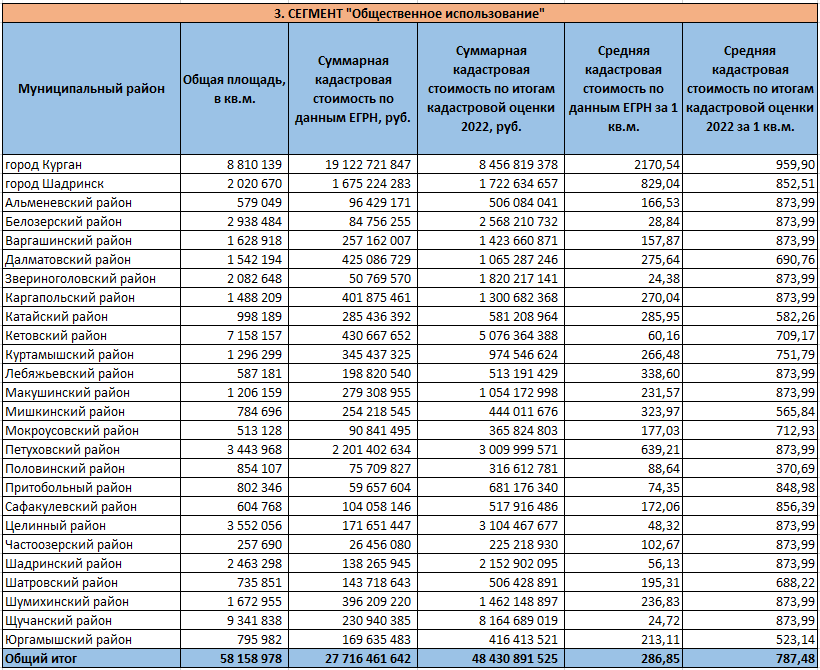 3. СЕГМЕНТ "Общественное использование"
Муниципальный район | Общая площадь, в кв.м. | Суммарная кадастровая стоимость по данным ЕГРН, руб. | Суммарная кадастровая стоимость по итогам кадастровой оценки 2022, руб. | Средняя кадастровая стоимость по данным ЕГРН за 1 кв.м. | Средняя кадастровая стоимость по итогам кадастровой оценки 2022 за 1 кв.м.
город Курган | 8 810 139 | 19 122 721 847 | 8 456 819 378 | 2170,54 | 959,90
город Шадринск | 2 020 670 | 1 675 224 283 | 1 722 634 657 | 829,04 | 852,51
Альменевский район | 579 049 | 96 429 171 | 506 084 041 | 166,53 | 873,99
Белозерский район | 2 938 484 | 84 756 255 | 2 568 210 732 | 28,84 | 873,99
Варгашинский район | 1 628 918 | 257 162 007 | 1 423 660 871 | 157,87 | 873,99
Далматовский район | 1 542 194 | 425 086 729 | 1 065 287 246 | 275,64 | 690,76
Звериноголовский район | 2 082 648 | 50 769 570 | 1 820 217 141 | 24,38 | 873,99
Каргапольский район | 1 488 209 | 401 875 461 | 1 300 682 368 | 270,04 | 873,99
Катайский район | 998 189 | 285 436 392 | 581 208 964 | 285,95 | 582,26
Кетовский район | 7 158 157 | 430 667 652 | 5 076 364 388 | 60,16 | 709,17
Куртамышский район | 1 296 299 | 345 437 325 | 974 546 624 | 266,48 | 751,79
Лебяжьевский район | 587 181 | 198 820 540 | 513 191 429 | 338,60 | 873,99
Макушинский район | 1 206 159 | 279 308 955 | 1 054 172 998 | 231,57 | 873,99
Мишкинский район | 784 696 | 254 218 545 | 444 011 676 | 323,97 | 565,84
Мокроусовский район | 513 128 | 90 841 495 | 365 824 803 | 177,03 | 712,93
Петуховский район | 3 443 968 | 2 201 402 634 | 3 009 999 571 | 639,21 | 873,99
Половинский район | 854 107 | 75 709 827 | 316 612 781 | 88,64 | 370,69
Притобольный район | 802 346 | 59 657 604 | 681 176 340 | 74,35 | 848,98
Сафакулевский район | 604 768 | 104 058 146 | 517 916 486 | 172,06 | 856,39
Целинный район | 3 552 056 | 171 651 447 | 3 104 467 677 | 48,32 | 873,99
Частоозерский район | 257 690 | 26 456 080 | 225 218 930 | 102,67 | 873,99
Шадринский район | 2 463 298 | 138 265 945 | 2 152 902 095 | 56,13 | 873,99
Шатровский район | 735 851 | 143 718 643 | 506 428 891 | 195,31 | 688,22
Шумихинский район | 1 672 955 | 396 209 220 | 1 462 148 897 | 236,83 | 873,99
Щучанский район | 9 341 838 | 230 940 385 | 8 164 689 019 | 24,72 | 873,99
Юргамышский район | 795 982 | 169 635 483 | 416 413 521 | 213,11 | 523,14
Общий итог | 58 158 978 | 27 716 461 642 | 48 430 891 525 | 286,85 | 787,48